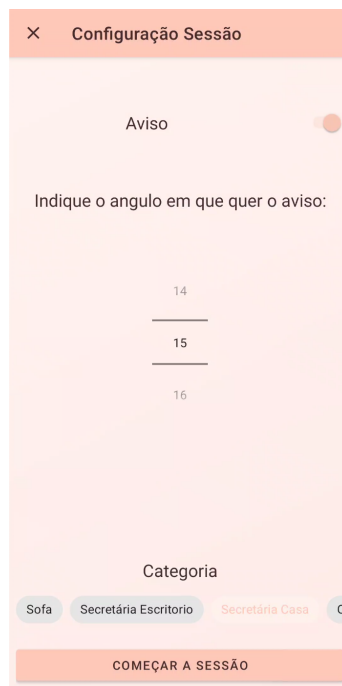 Configuração Sessão
Aviso
Indique o angulo em que quer o aviso:
14
15
16
Categoria
Sofa
Secretária Escritorio
Secretária Casa
COMEÇAR A SESSÃO